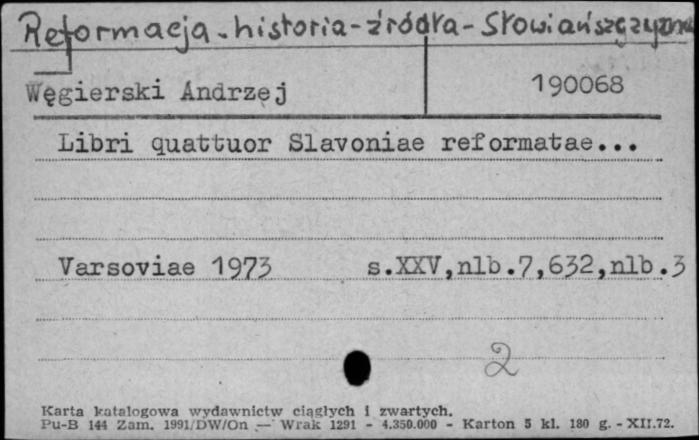 Reformacja - historia - źródła - Słowiańszczyzna
Węgierski Andrzej
190068
Libri quattuor Slavoniae reformatae...
Varsoviae 1973 s.XXV,nlb.7,632,nlb.3
2
Karta katalogowa wydawnictw ciągłych i zwartych.
Pu-B 144 Zam. 1991/DW/On — Wrak 1291 - 4.350.000 - Karton 5 kl. 180 g. - XII.72.